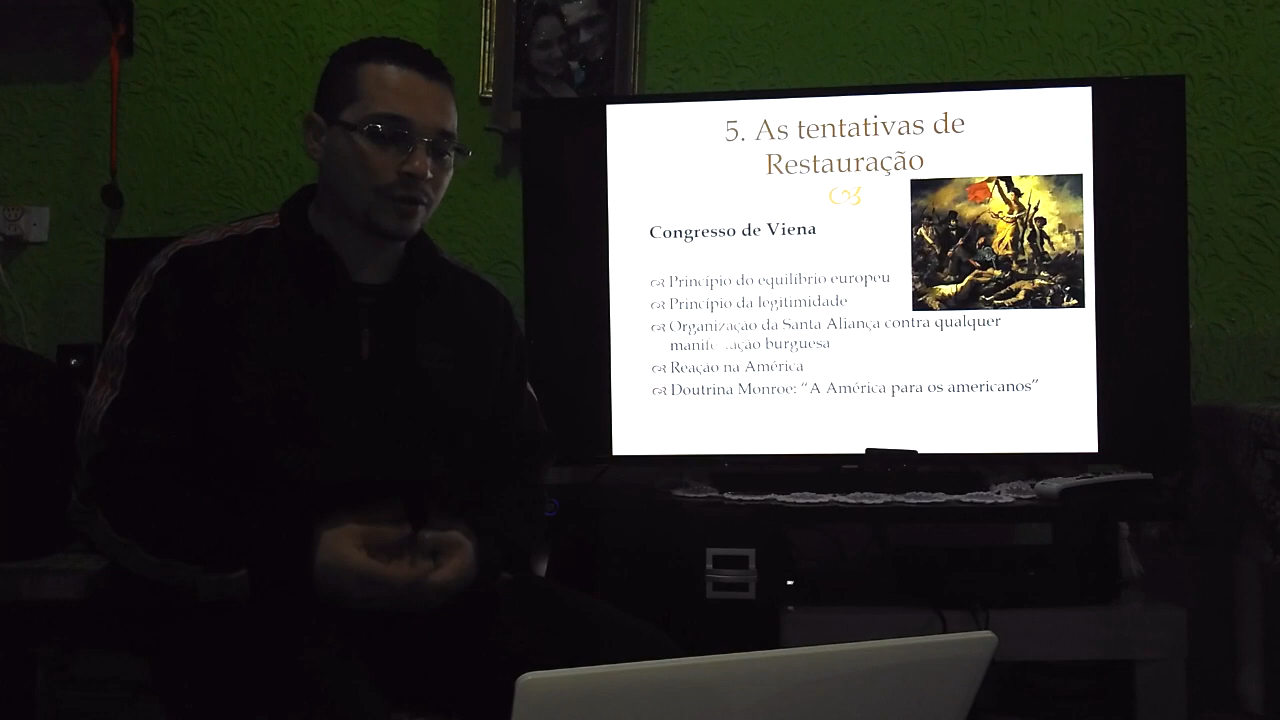 5. As tentativas de
Restauração
Congresso de Viena
Princípio do equilíbrio europeu
Princípio da legitimidade
Organização da Santa Aliança contra qualquer
manifestação burguesa
Reação na América
Doutrina Monroe: “A América para os americanos”